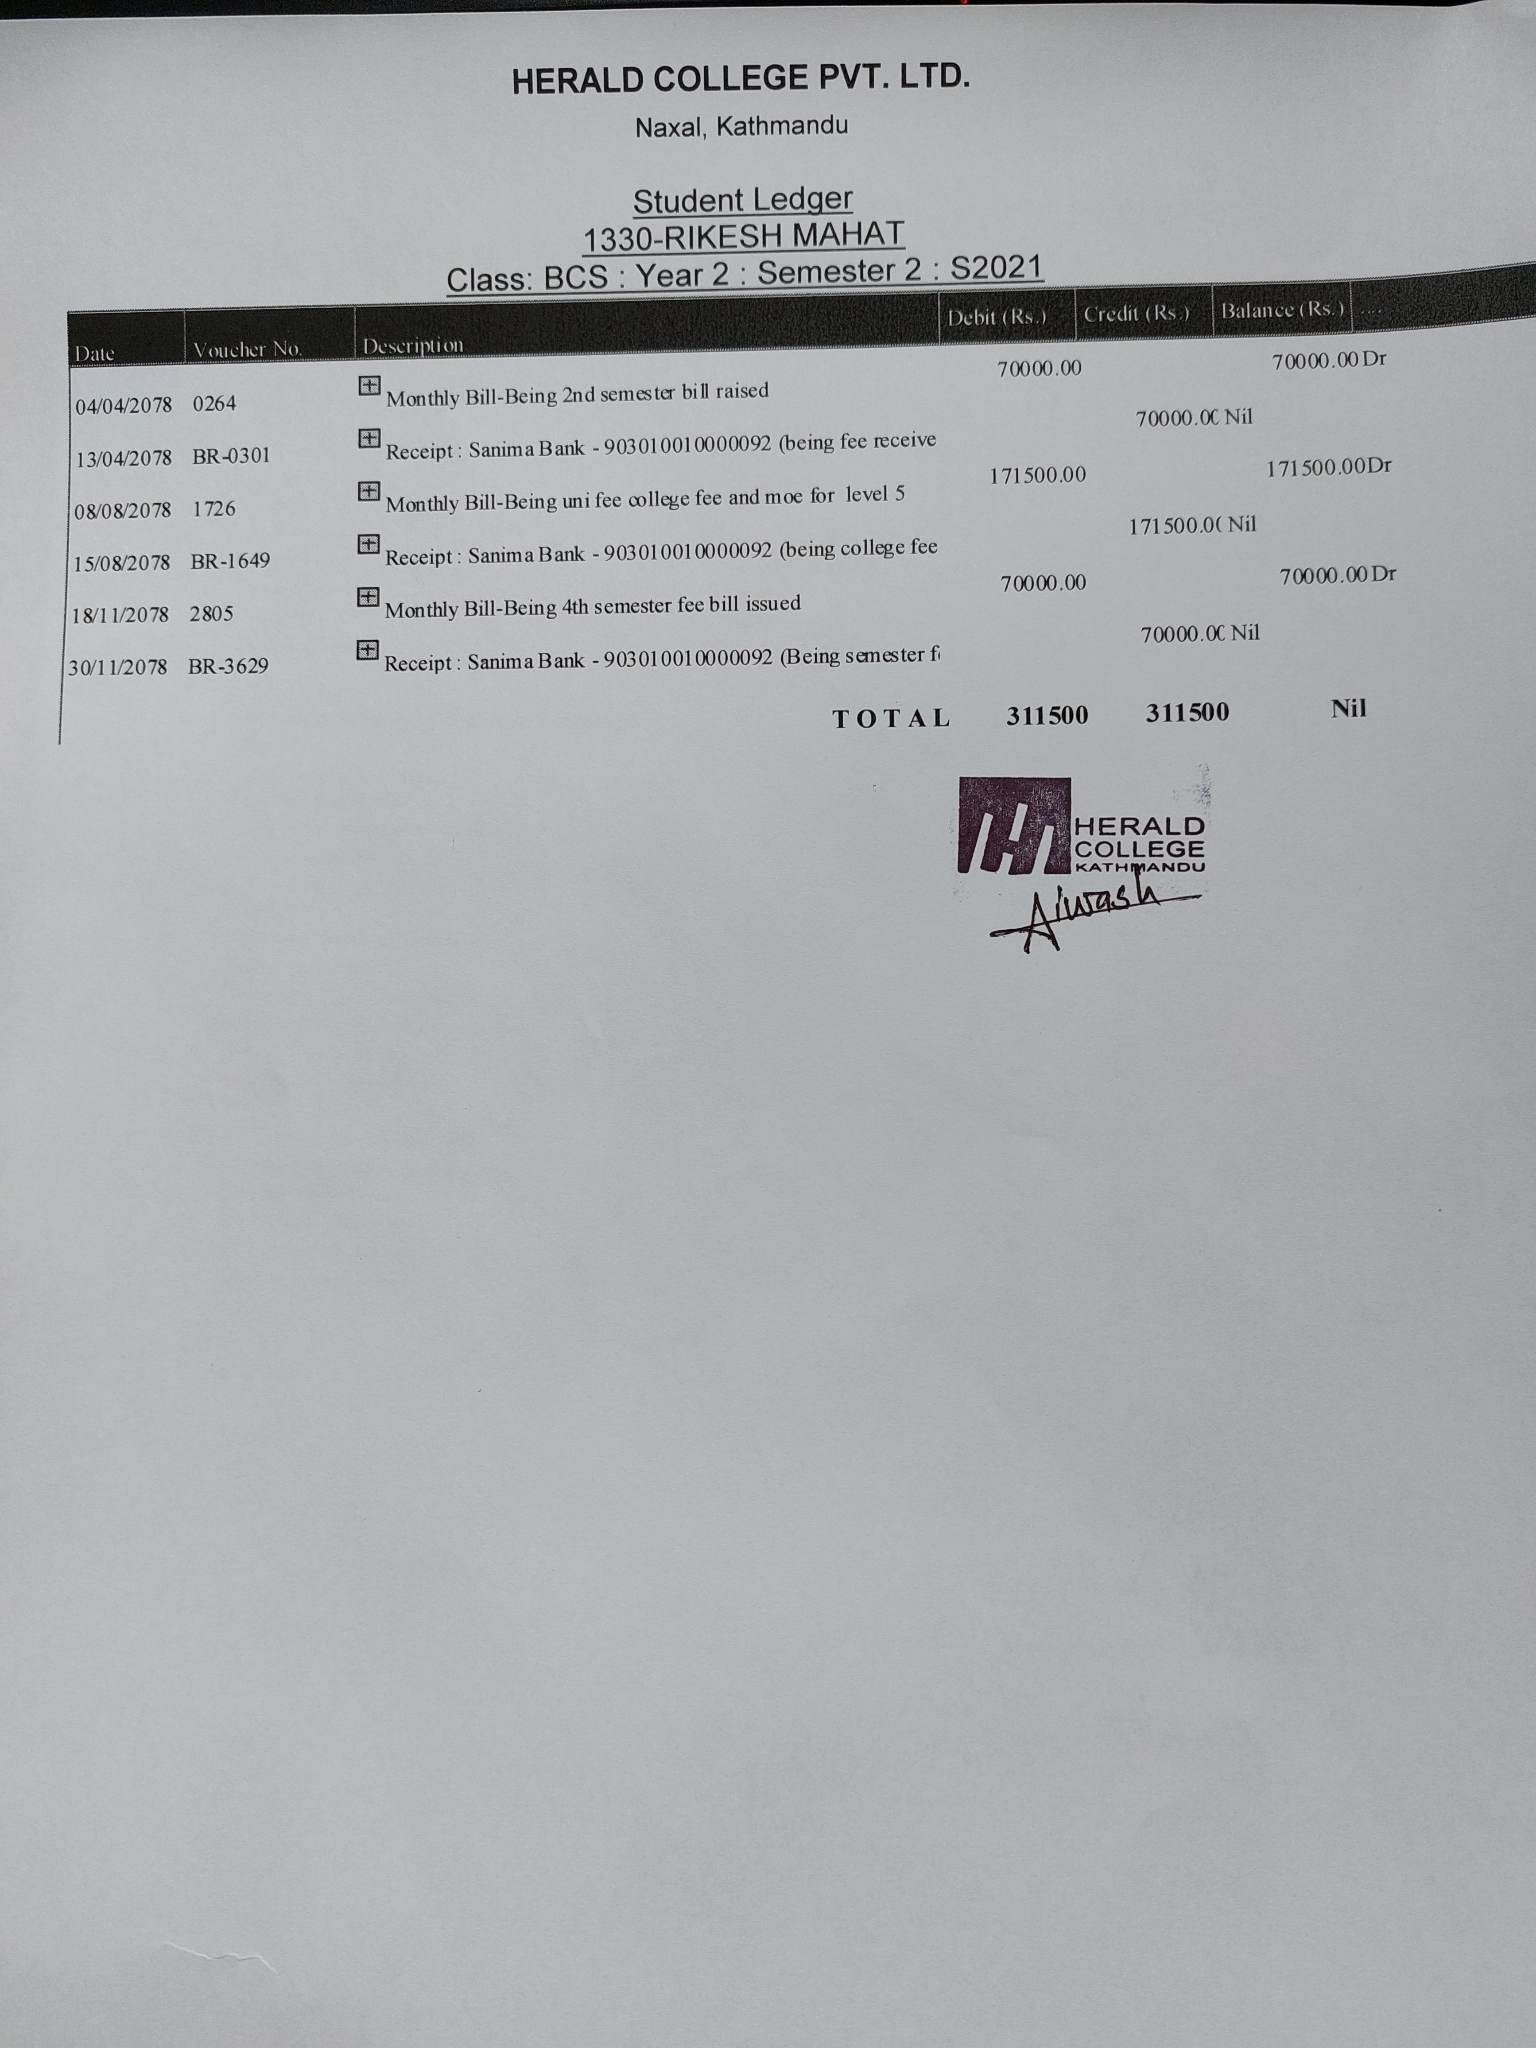 HERALD COLLEGE PVT. LTD.
Naxal, Kathmandu
Student Ledger
1330-RIKESH MAHAT
Class: BCS : Year 2 : Semester 2 : S2021
Date Voucher No. Description Debit (Rs.) Credit (Rs.) Balance (Rs.) ....
04/04/2078 0264 Monthly Bill-Being 2nd semester bill raised 70000.00 70000.00 Dr
13/04/2078 BR-0301 Receipt : Sanima Bank - 903010010000092 (being fee receive 70000.00 Nil
08/08/2078 1726 Monthly Bill-Being uni fee college fee and moe for level 5 171500.00 171500.00Dr
15/08/2078 BR-1649 Receipt : Sanima Bank - 903010010000092 (being college fee 171500.0( Nil
18/11/2078 2805 Monthly Bill-Being 4th semester fee bill issued 70000.00 70000.00 Dr
30/11/2078 BR-3629 Receipt : Sanima Bank - 903010010000092 (Being semester f 70000.00 Nil
TOTAL 311500 311500 Nil
HERALD
COLLEGE
KATHMANDU
Aiwash